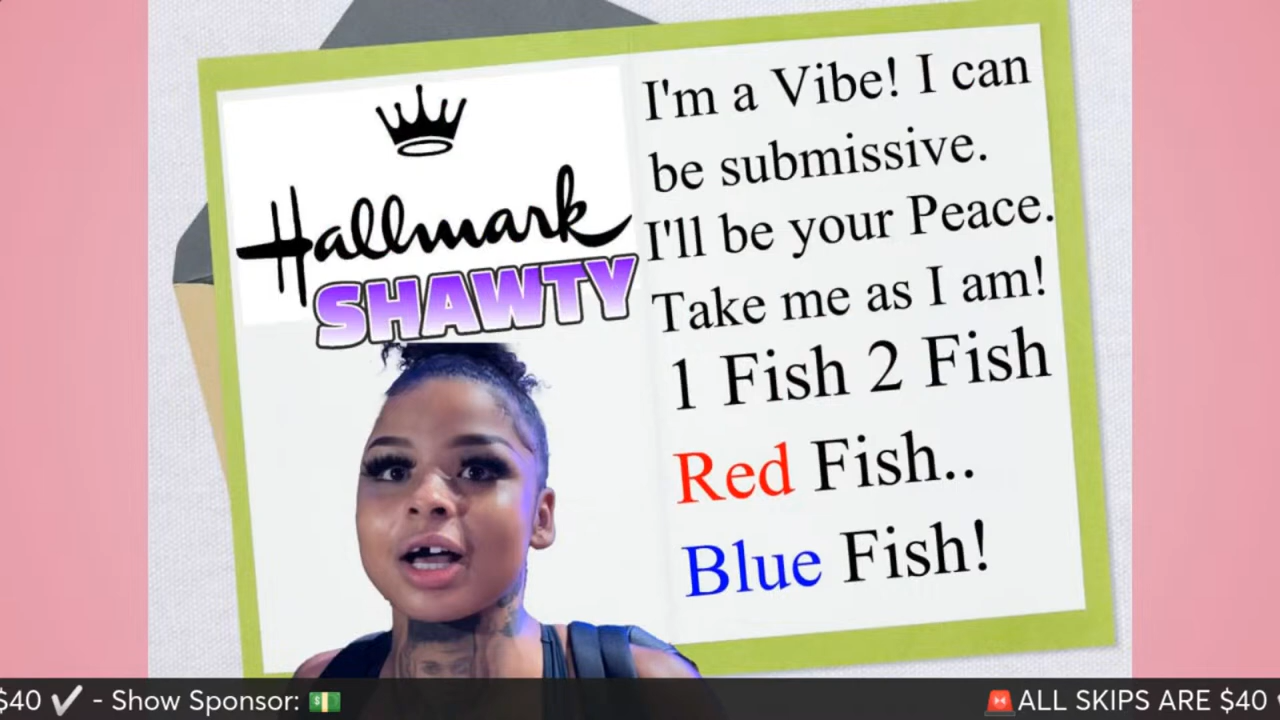 Hallmark
SHAWTY
I'm a Vibe! I can
be submissive.
I'll be your Peace.
Take me as I am!
1 Fish 2 Fish
Red Fish..
Blue Fish!
$40 ✔ - Show Sponsor: 💵
🚨ALL SKIPS ARE $40